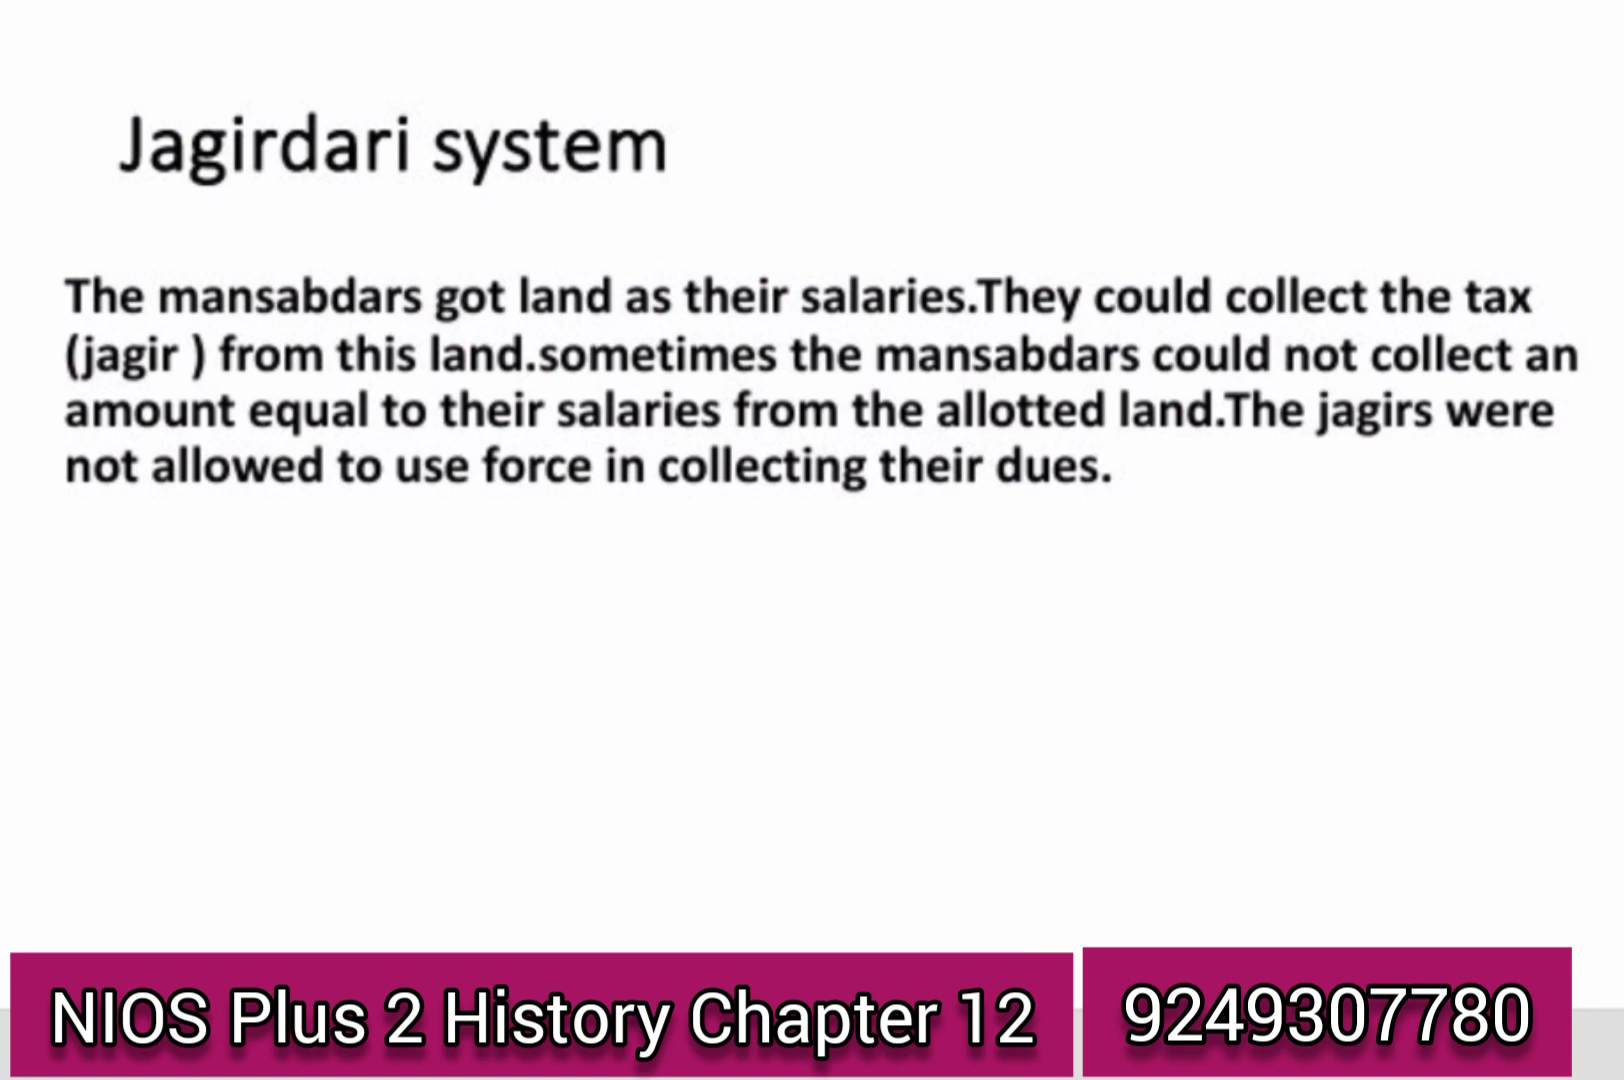 Jagirdari system
The mansabdars got land as their salaries.They could collect the tax
(jagir ) from this land.sometimes the mansabdars could not collect an
amount equal to their salaries from the allotted land.The jagirs were
not allowed to use force in collecting their dues.
NIOS Plus 2 History Chapter 12
9249307780